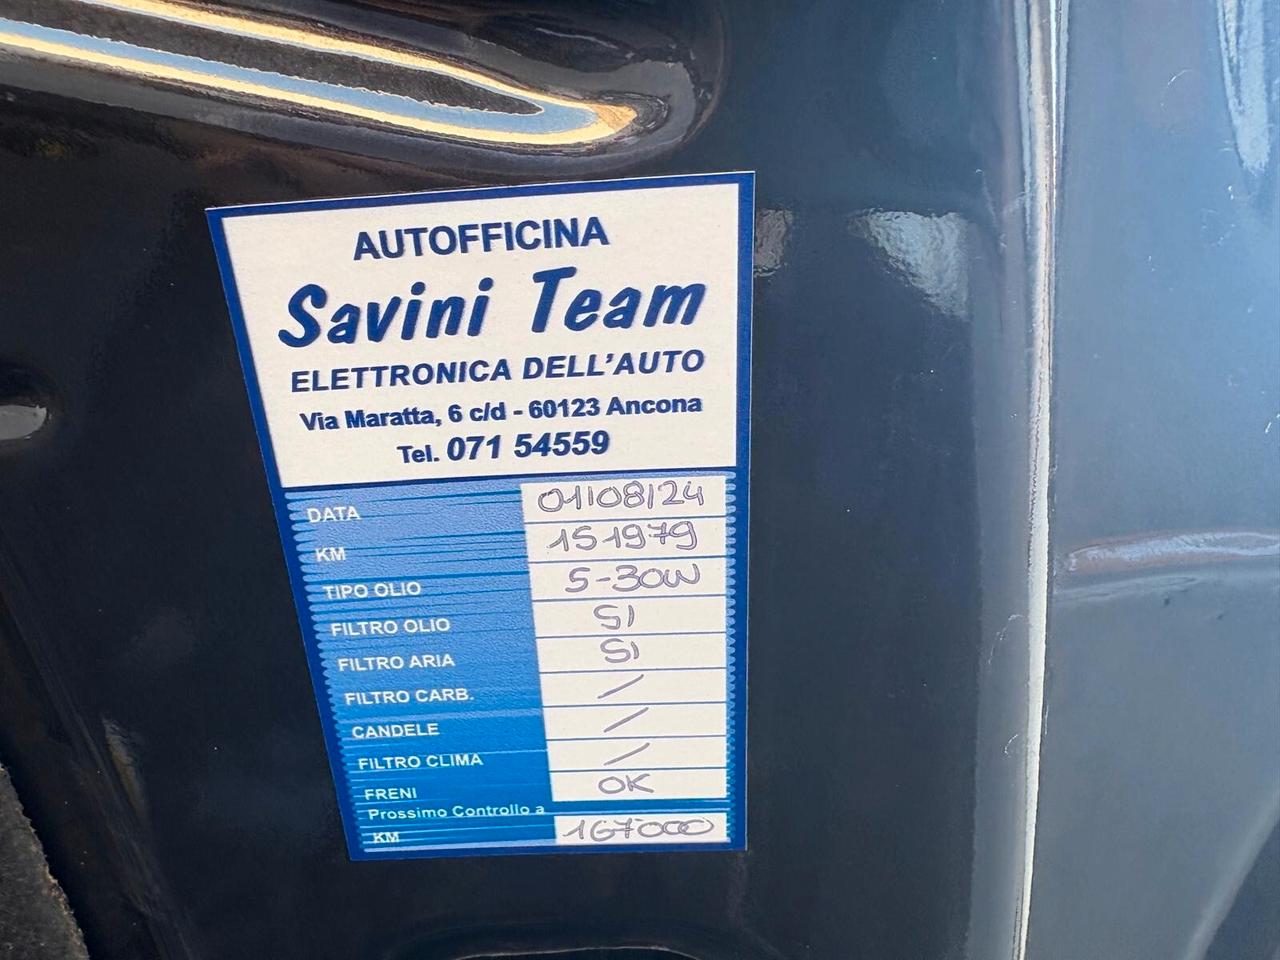 AUTOFFICINA
Savini Team
ELETTRONICA DELL'AUTO
Via Maratta, 6 c/d - 60123 Ancona
Tel. 071 54559
DATA 01/08/24
KM 151979
TIPO OLIO 5-30W
FILTRO OLIO SI
FILTRO ARIA SI
FILTRO CARB. /
CANDELE /
FILTRO CLIMA /
FRENI OK
Prossimo Controllo a
KM 167000